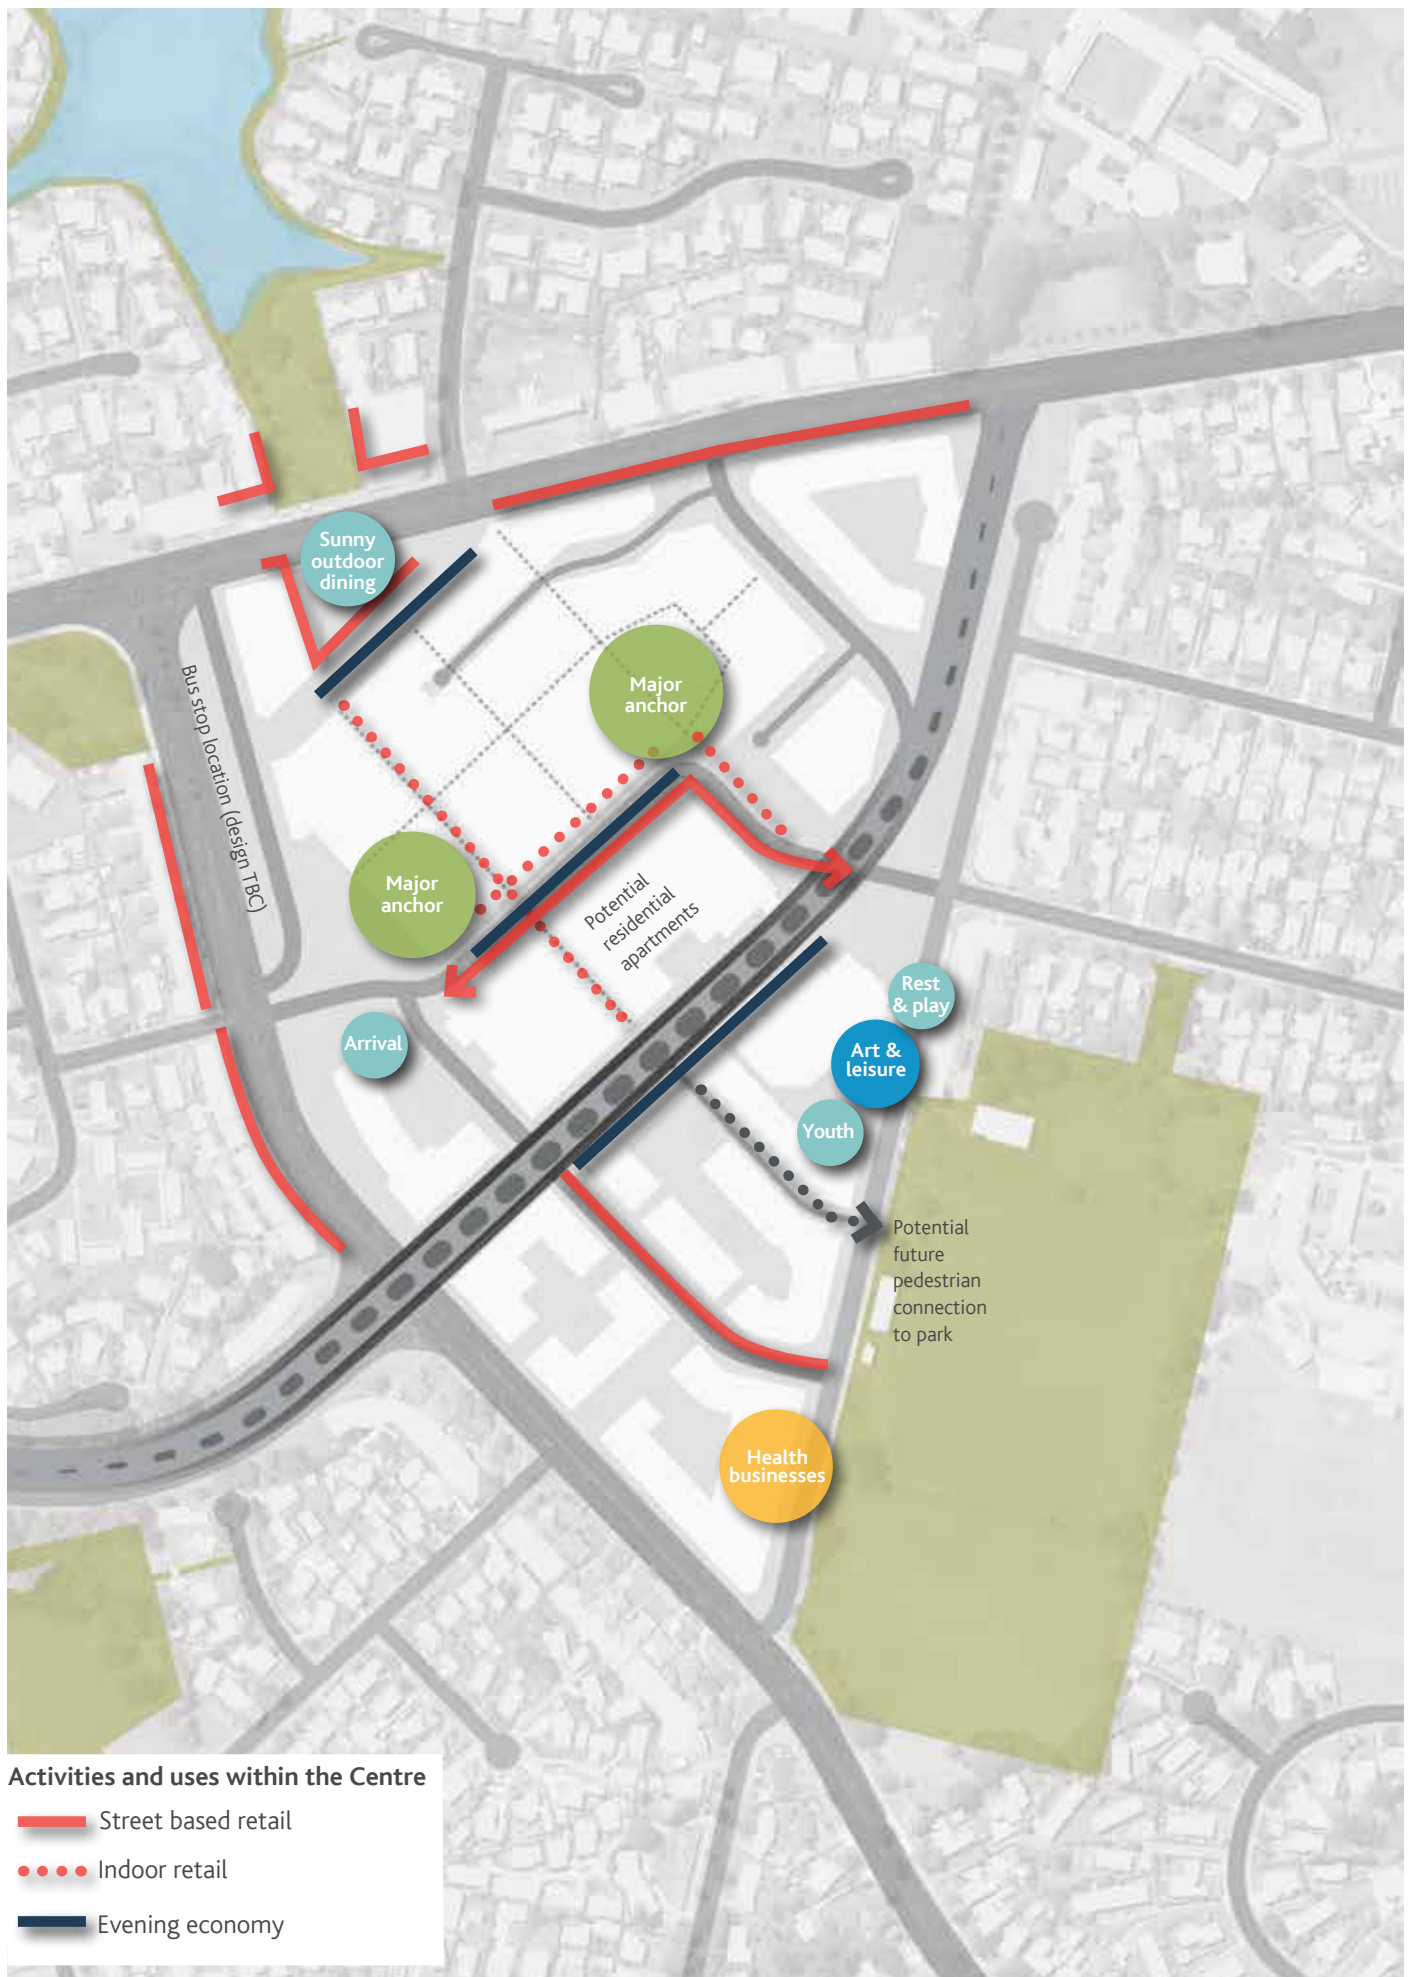 Sunny
outdoor
dining
Major
anchor
Bus stop location (design TBC)
Major
anchor
Potential
residential
apartments
Rest
& play
Arrival
Art &
leisure
Youth
Potential
future
pedestrian
connection
to park
Health
businesses
Activities and uses within the Centre
Street based retail
Indoor retail
Evening economy